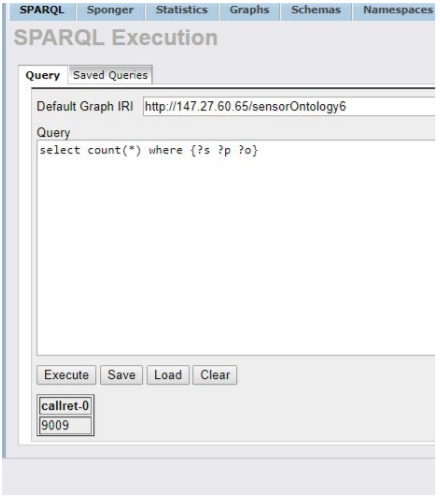 SPARQL Sponger Statistics Graphs Schemas Namespaces
SPARQL Execution
Query Saved Queries
Default Graph IRI http://147.27.60.65/sensorOntology6
Query
select count(*) where {?s ?p ?o}
Execute Save Load Clear
callret-0
9009